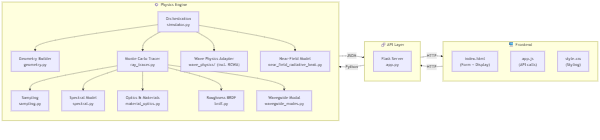 Physics Engine
Orchestration
simulator.py
Geometry Builder
geometry.py
Monte-Carlo Tracer
ray_tracer.py
Wave Physics Adapter
wave_physics/ (incl. RCWA)
Near-Field Model
near_field_radiative_heat.py
Sampling
sampling.py
Spectral Model
spectral.py
Optics & Materials
material_optics.py
Roughness BRDF
brdf.py
Waveguide Model
waveguide_modes.py
API Layer
Flask Server
app.py
JSON
Python
HTTP
HTTP
Frontend
index.html
(Form + Display)
app.js
(API calls)
style.css
(Styling)